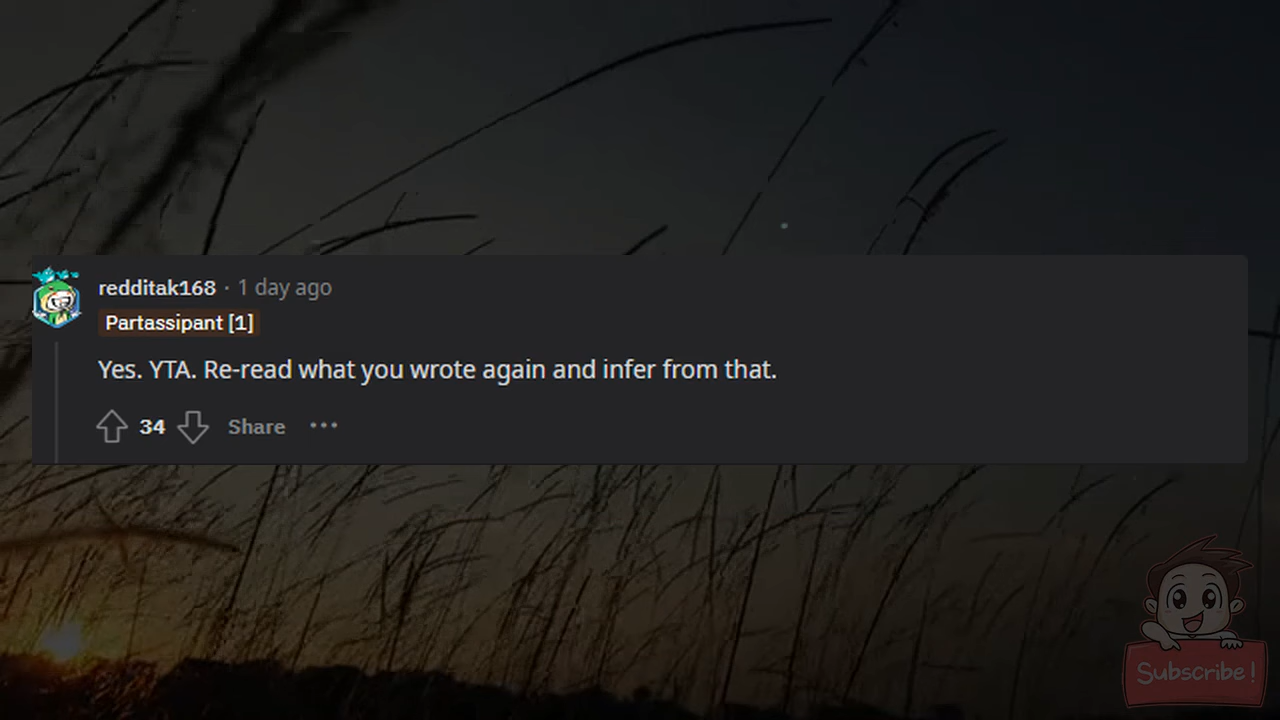 redditak168 · 1 day ago
Partassipant [1]
Yes. YTA. Re-read what you wrote again and infer from that.
34 Share ···
Subscribe!